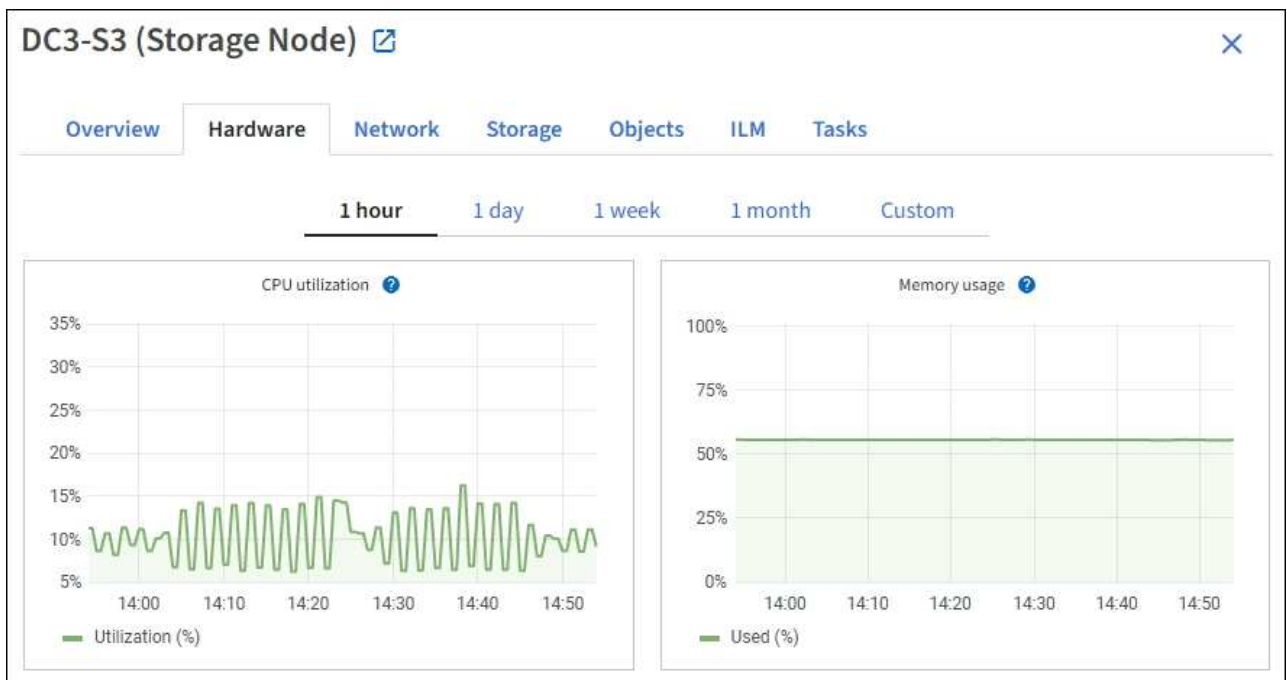 DC3-S3 (Storage Node)
Overview Hardware Network Storage Objects ILM Tasks
1 hour 1 day 1 week 1 month Custom
CPU utilization ?
35%
30%
25%
20%
15%
10%
5%
14:00 14:10 14:20 14:30 14:40 14:50
Utilization (%)
Memory usage ?
100%
75%
50%
25%
0%
14:00 14:10 14:20 14:30 14:40 14:50
Used (%)